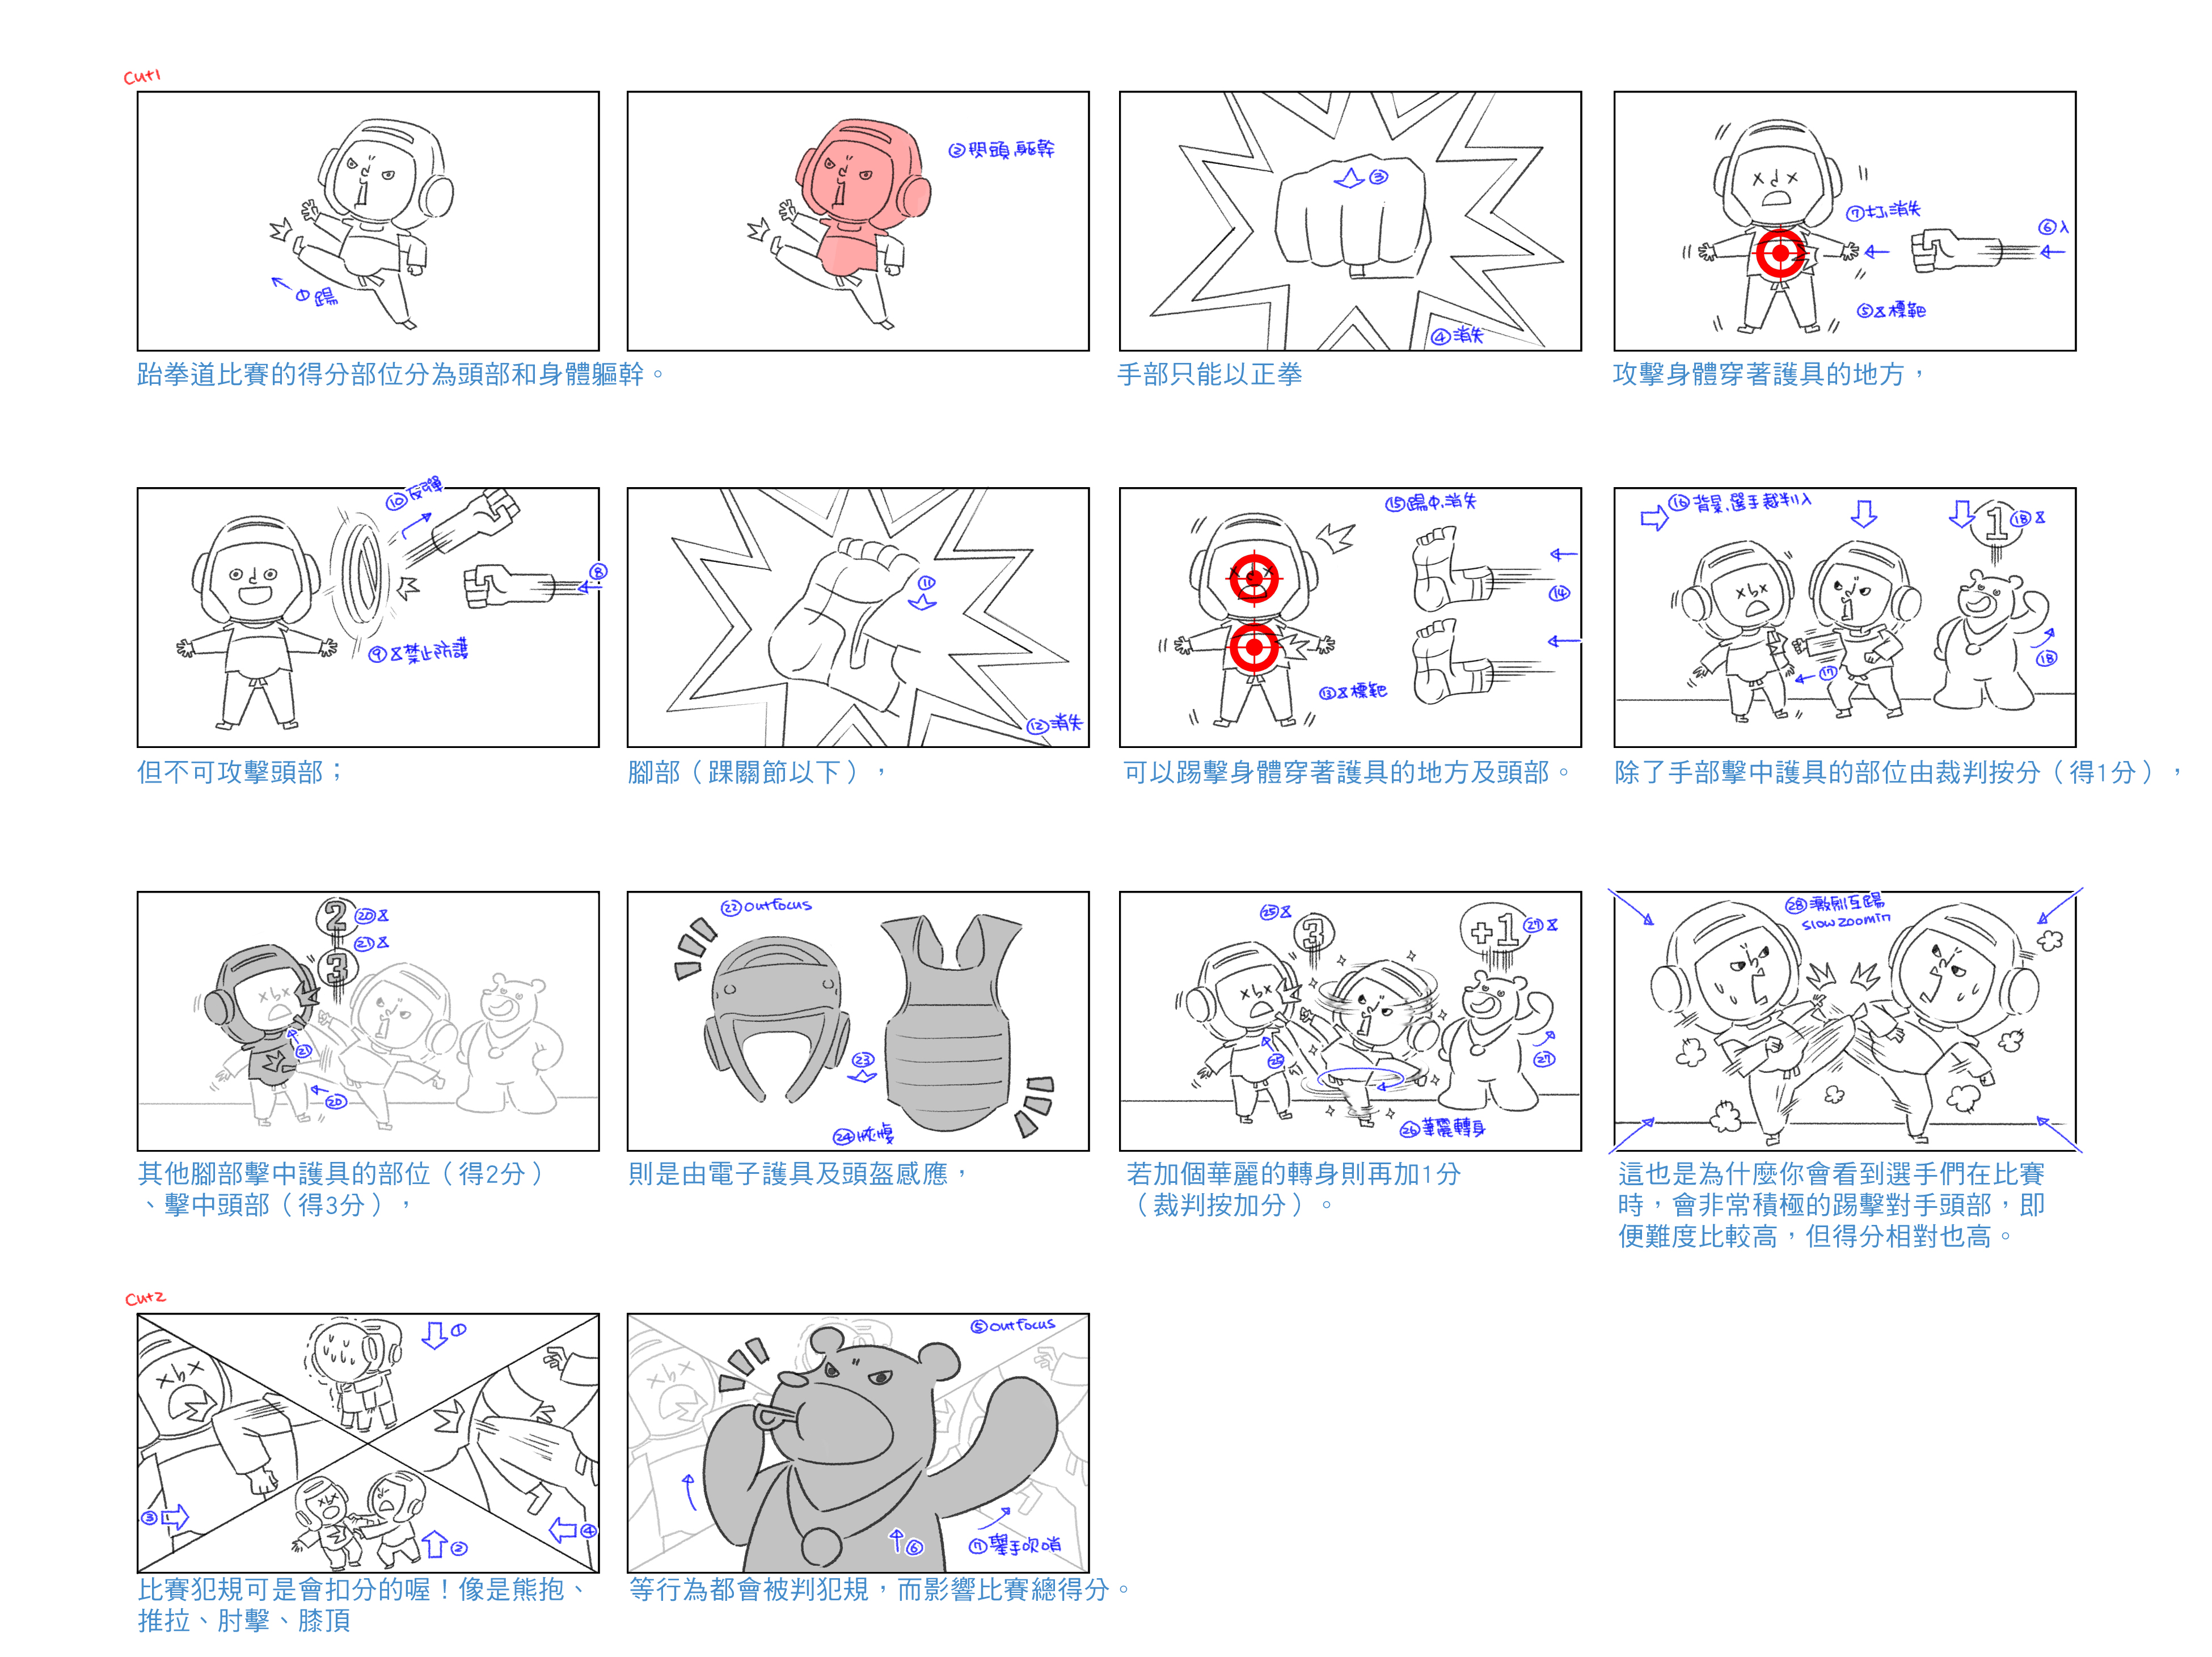 Cut1
①踢
②閃頭.軀幹
③
④消失
⑦打小消失
⑥入
⑤X標靶
跆拳道比賽的得分部位分為頭部和身體軀幹。
手部只能以正拳
攻擊身體穿著護具的地方，
⑩反彈
⑧
⑨X禁止防護
⑪
⑫消失
⑮踢中.消失
⑭
⑬X標靶
⑯背景.選手裁判入
1
⑱X
⑰
⑱
但不可攻擊頭部；
腳部（踝關節以下），
可以踢擊身體穿著護具的地方及頭部。
除了手部擊中護具的部位由裁判按分（得1分），
2
⑳X
㉑X
3
㉑
⑳
㉒outfocus
㉓
㉔恢復
㉕X
3
+1
㉗X
㉕
㉗
㉖華麗轉身
㉘激烈互踢
slow zoomin
其他腳部擊中護具的部位（得2分）
、擊中頭部（得3分），
則是由電子護具及頭盔感應，
若加個華麗的轉身則再加1分
（裁判按加分）。
這也是為什麼你會看到選手們在比賽
時，會非常積極的踢擊對手頭部，即
便難度比較高，但得分相對也高。
Cut2
①
③
②
④
⑤outfocus
⑥
⑦舉手吹哨
比賽犯規可是會扣分的喔！像是熊抱、
推拉、肘擊、膝頂
等行為都會被判犯規，而影響比賽總得分。